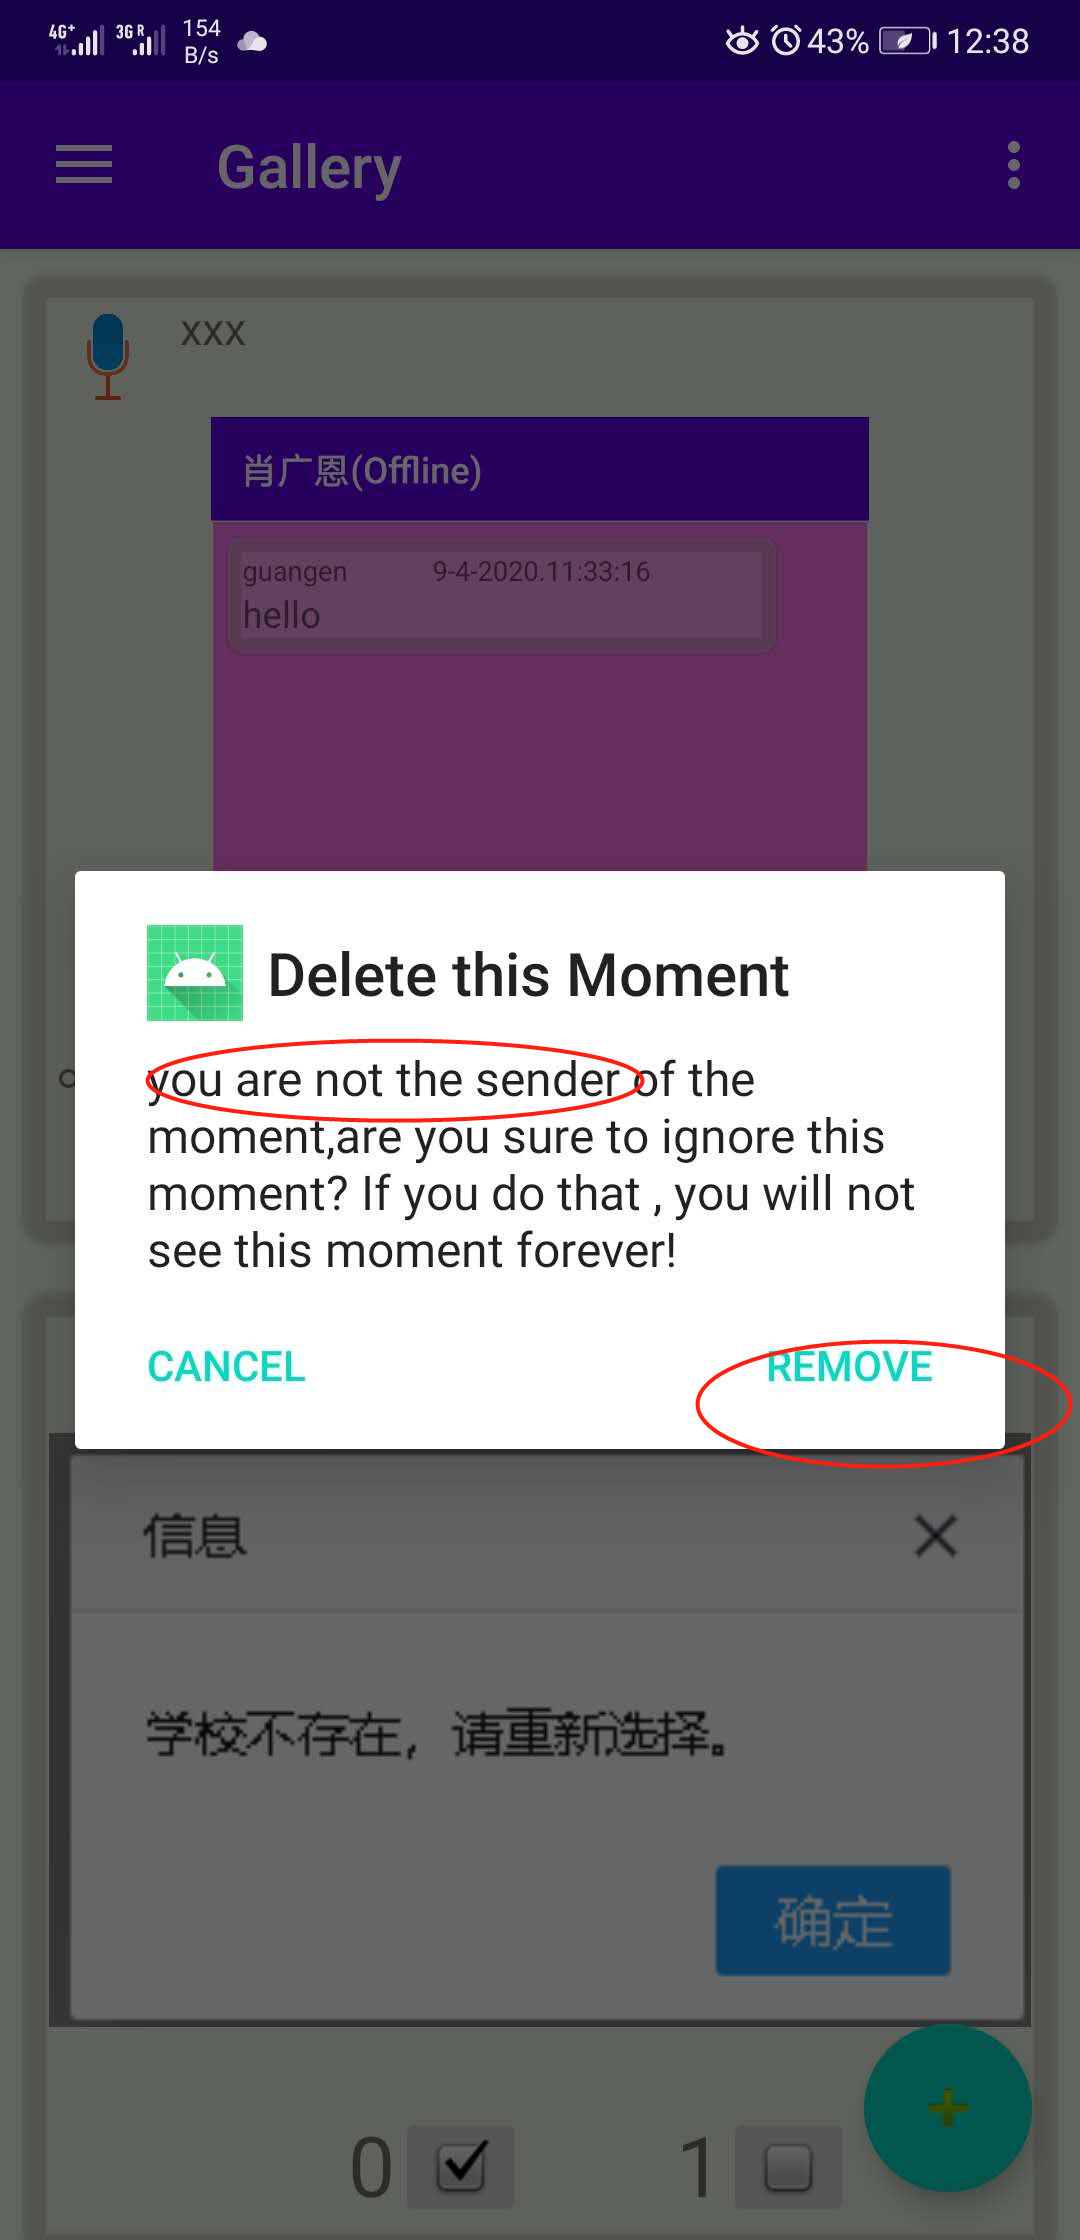 4G+ 3G R 154 B/s 43% 12:38
Gallery
xxx
肖广恩(Offline)
guangen 9-4-2020.11:33:16
hello
Delete this Moment
you are not the sender of the
moment,are you sure to ignore this
moment? If you do that , you will not
see this moment forever!
CANCEL REMOVE
信息
学校不存在，请重新选择。
确定
+
0 1